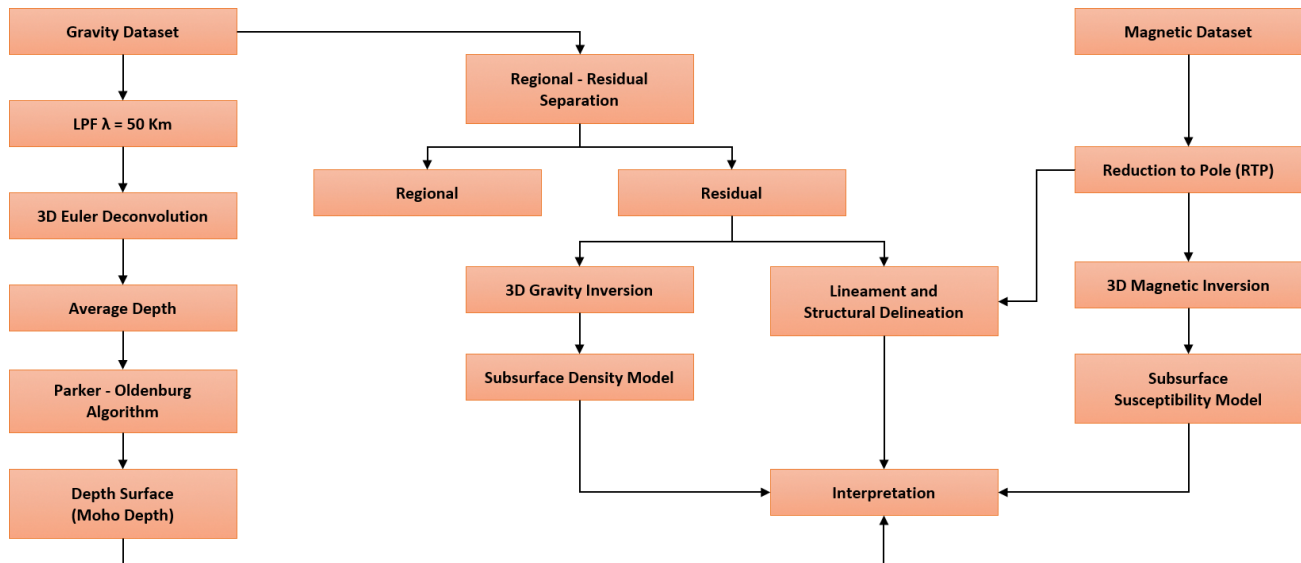 Gravity Dataset
LPF λ = 50 Km
3D Euler Deconvolution
Average Depth
Parker - Oldenburg
Algorithm
Depth Surface
(Moho Depth)
Regional - Residual
Separation
Regional
Residual
3D Gravity Inversion
Subsurface Density Model
Lineament and
Structural Delineation
Interpretation
Magnetic Dataset
Reduction to Pole (RTP)
3D Magnetic Inversion
Subsurface
Susceptibility Model